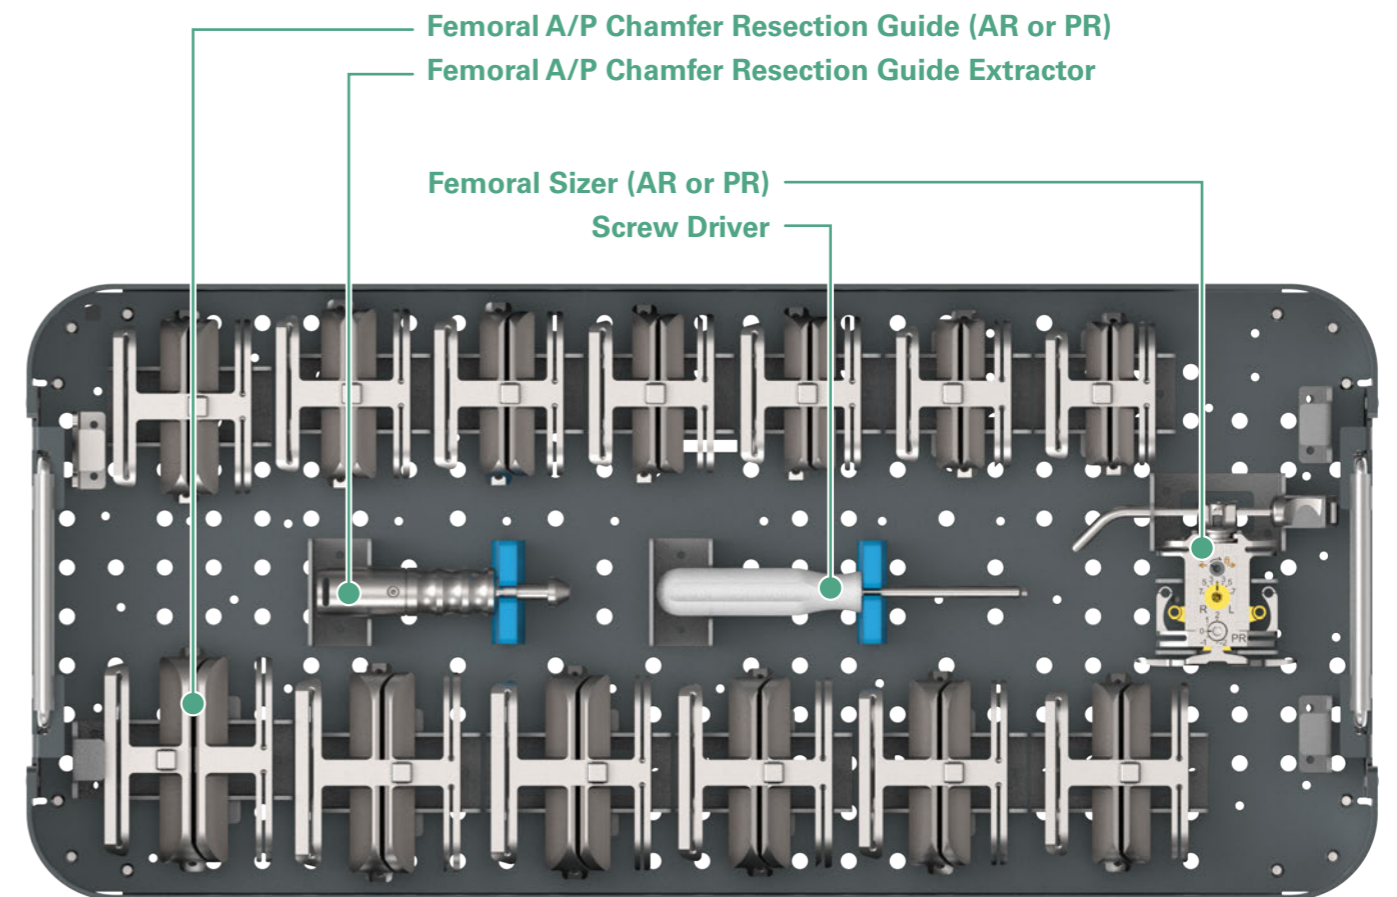 Femoral A/P Chamfer Resection Guide (AR or PR)
Femoral A/P Chamfer Resection Guide Extractor
Femoral Sizer (AR or PR)
Screw Driver
R
L
PR